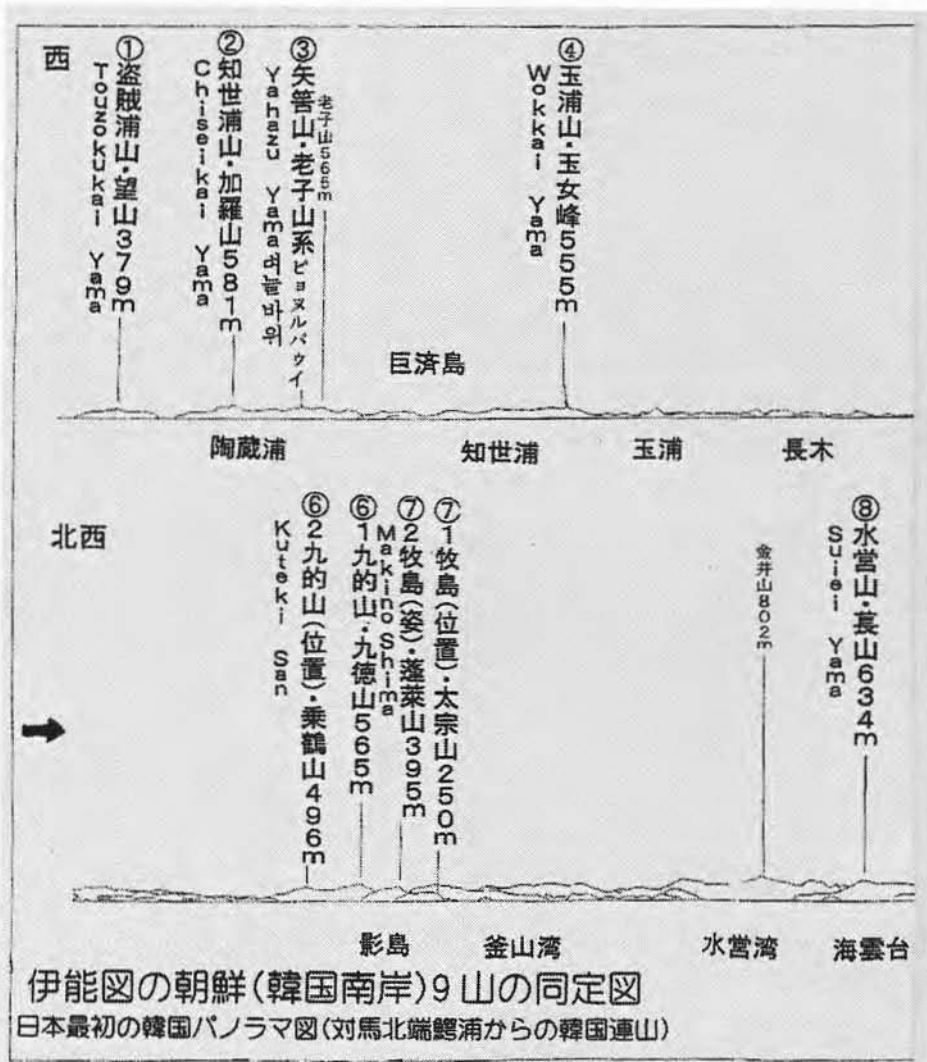 西
①盗賊浦山・望山379m
Touzokukai Yama
②知世浦山・加羅山581m
Chiseikai Yama
③矢筈山・老子山系ピョヌルバウイ
Yahazu Yama 벼늘바위
老子山565m
④玉浦山・玉女峰555m
Wokkai Yama
巨済島
陶蔵浦
知世浦
玉浦
長木
北西
⑥2九的山(位置)・乗鶴山496m
Kuteki San
⑥1九的山・九徳山565m
⑦2牧島(姿)・蓬莱山395m
Makino Shima
⑦1牧島(位置)・太宗山250m
金井山802m
⑧水営山・萇山634m
Suiei Yama
影島
釜山湾
水営湾
海雲台
伊能図の朝鮮(韓国南岸)9山の同定図
日本最初の韓国パノラマ図(対馬北端鰐浦からの韓国連山)